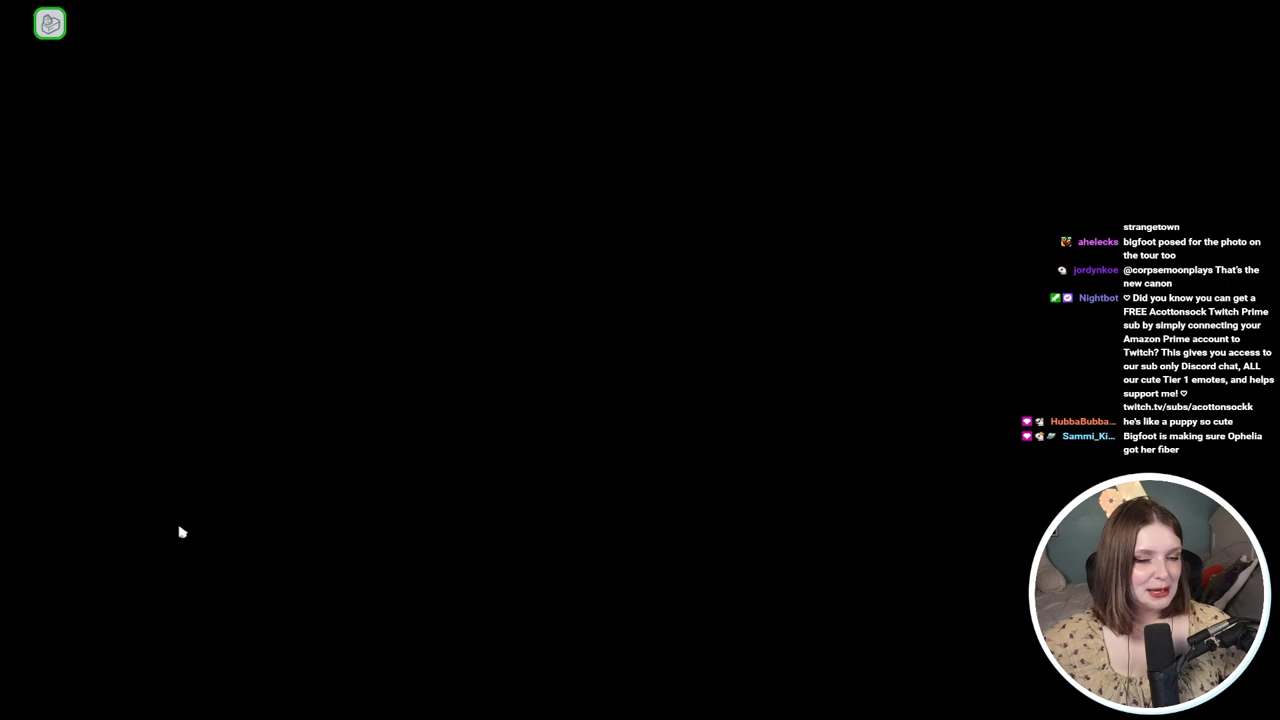 strangetown
ahelecks bigfoot posed for the photo on
the tour too
jordynkoe @corpsemoonplays That's the
new canon
Nightbot ♡ Did you know you can get a
FREE Acottonsock Twitch Prime
sub by simply connecting your
Amazon Prime account to
Twitch? This gives you access to
our sub only Discord chat, ALL
our cute Tier 1 emotes, and helps
support me! ♡
twitch.tv/subs/acottonsockk
HubbaBubba... he's like a puppy so cute
Sammi_Ki... Bigfoot is making sure Ophelia
got her fiber